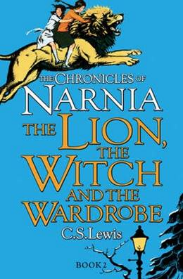 THE CHRONICLES OF
NARNIA
THE LION,
THE
WITCH
AND THE
WARDROBE
C.S. Lewis
BOOK 2